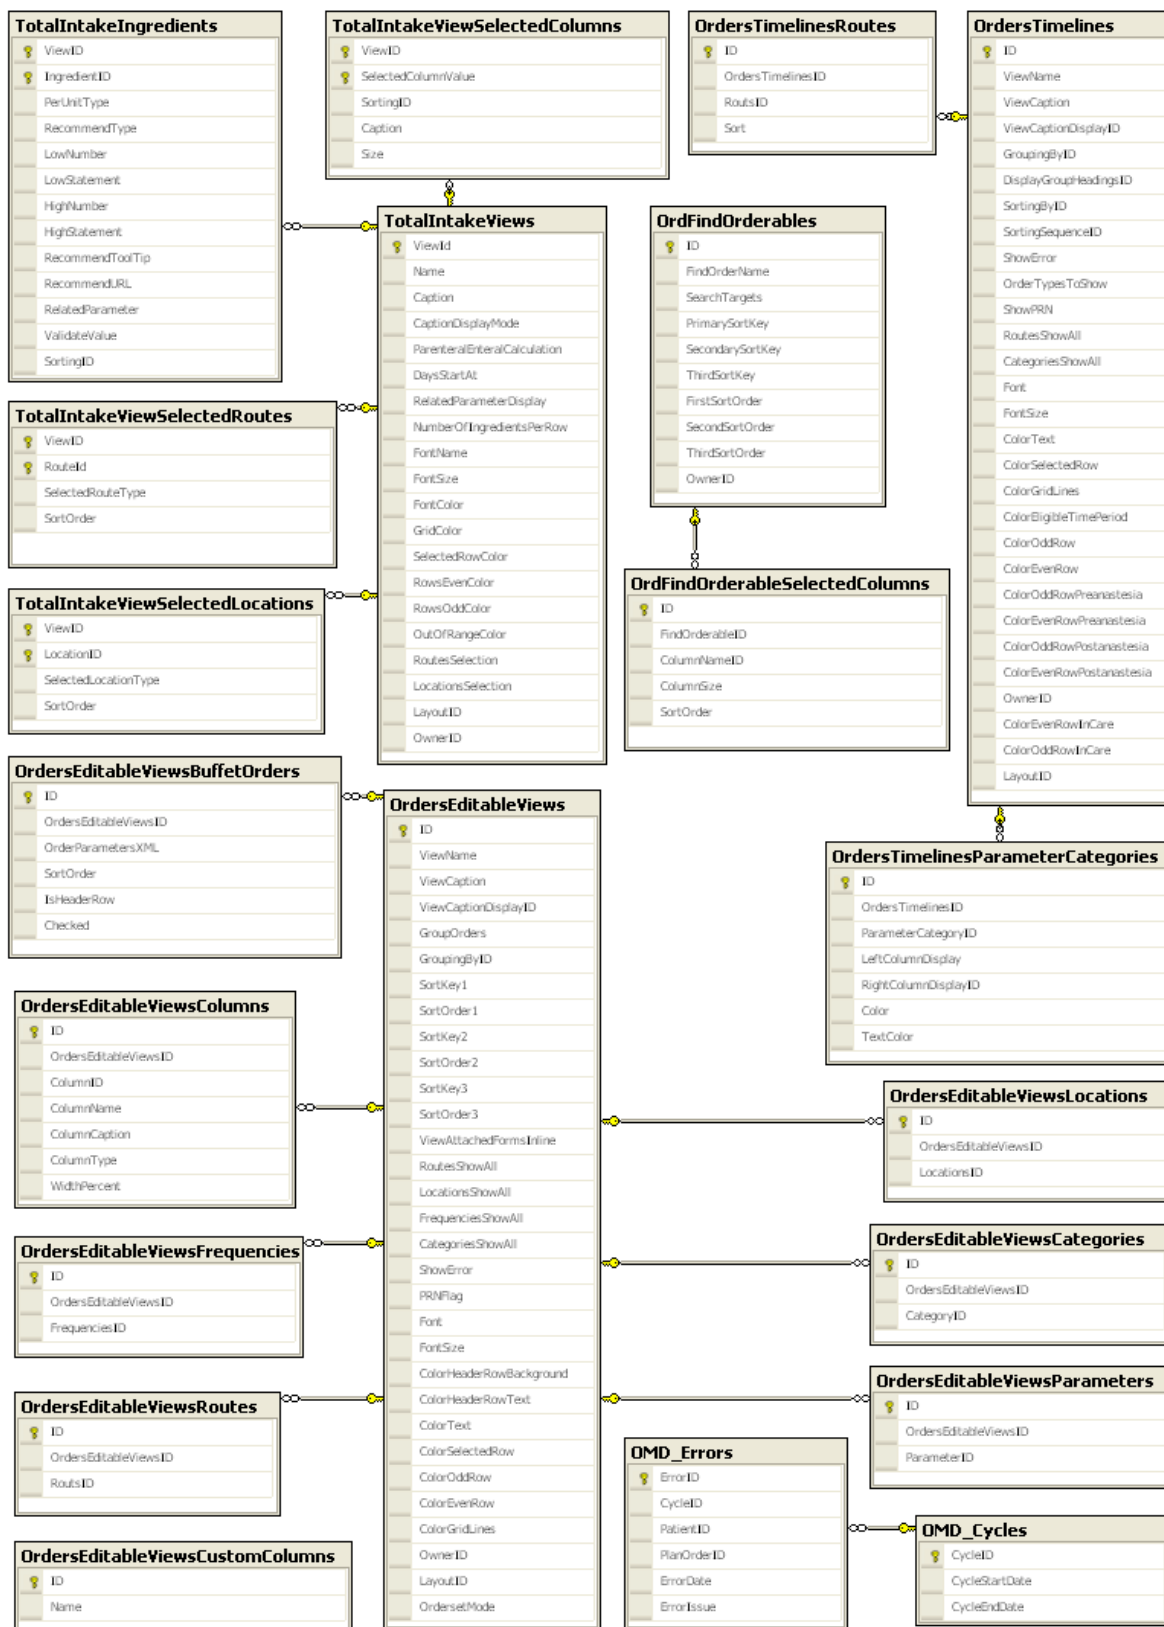 TotalIntakeIngredients
ViewID
IngredientID
PerUnitType
RecommendType
LowNumber
LowStatement
HighNumber
HighStatement
RecommendToolTip
RecommendURL
RelatedParameter
ValidateValue
SortingID
TotalIntakeViewSelectedColumns
ViewID
SelectedColumnValue
SortingID
Caption
Size
OrdersTimelinesRoutes
ID
OrdersTimelinesID
RoutsID
Sort
OrdersTimelines
ID
ViewName
ViewCaption
ViewCaptionDisplayID
GroupingByID
DisplayGroupHeadingsID
SortingByID
SortingSequenceID
ShowError
OrderTypesToShow
ShowPRN
RoutesShowAll
CategoriesShowAll
Font
FontSize
ColorText
ColorSelectedRow
ColorGridLines
ColorEligibleTimePeriod
ColorOddRow
ColorEvenRow
ColorOddRowPreanastesia
ColorEvenRowPreanastesia
ColorOddRowPostanastesia
ColorEvenRowPostanastesia
OwnerID
ColorEvenRowInCare
ColorOddRowInCare
LayoutID
TotalIntakeViews
ViewId
Name
Caption
CaptionDisplayMode
ParenteralEnteralCalculation
DaysStartAt
RelatedParameterDisplay
NumberOfIngredientsPerRow
FontName
FontSize
FontColor
GridColor
SelectedRowColor
RowsEvenColor
RowsOddColor
OutOfRangeColor
RoutesSelection
LocationsSelection
LayoutID
OwnerID
OrdFindOrderables
ID
FindOrderName
SearchTargets
PrimarySortKey
SecondarySortKey
ThirdSortKey
FirstSortOrder
SecondSortOrder
ThirdSortOrder
OwnerID
TotalIntakeViewSelectedRoutes
ViewID
RouteId
SelectedRouteType
SortOrder
OrdFindOrderableSelectedColumns
ID
FindOrderableID
ColumnNameID
ColumnSize
SortOrder
TotalIntakeViewSelectedLocations
ViewID
LocationID
SelectedLocationType
SortOrder
OrdersEditableViewsBuffetOrders
ID
OrdersEditableViewsID
OrderParametersXML
SortOrder
IsHeaderRow
Checked
OrdersEditableViews
ID
ViewName
ViewCaption
ViewCaptionDisplayID
GroupOrders
GroupingByID
SortKey1
SortOrder1
SortKey2
SortOrder2
SortKey3
SortOrder3
ViewAttachedFormsInline
RoutesShowAll
LocationsShowAll
FrequenciesShowAll
CategoriesShowAll
ShowError
PRNFlag
Font
FontSize
ColorHeaderRowBackground
ColorHeaderRowText
ColorText
ColorSelectedRow
ColorOddRow
ColorEvenRow
ColorGridLines
OwnerID
LayoutID
OrdersetMode
OrdersTimelinesParameterCategories
ID
OrdersTimelinesID
ParameterCategoryID
LeftColumnDisplay
RightColumnDisplayID
Color
TextColor
OrdersEditableViewsColumns
ID
OrdersEditableViewsID
ColumnID
ColumnName
ColumnCaption
ColumnType
WidthPercent
OrdersEditableViewsLocations
ID
OrdersEditableViewsID
LocationsID
OrdersEditableViewsFrequencies
ID
OrdersEditableViewsID
FrequenciesID
OrdersEditableViewsCategories
ID
OrdersEditableViewsID
CategoryID
OrdersEditableViewsRoutes
ID
OrdersEditableViewsID
RoutsID
OrdersEditableViewsParameters
ID
OrdersEditableViewsID
ParameterID
OMD_Errors
ErrorID
CycleID
PatientID
PlanOrderID
ErrorDate
ErrorIssue
OMD_Cycles
CycleID
CycleStartDate
CycleEndDate
OrdersEditableViewsCustomColumns
ID
Name